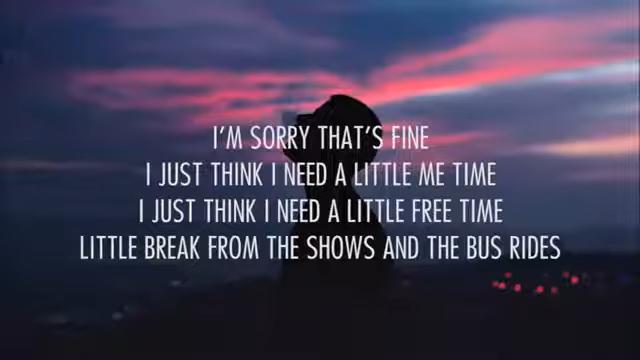 I'M SORRY THAT'S FINE
I JUST THINK I NEED A LITTLE ME TIME
I JUST THINK I NEED A LITTLE FREE TIME
LITTLE BREAK FROM THE SHOWS AND THE BUS RIDES